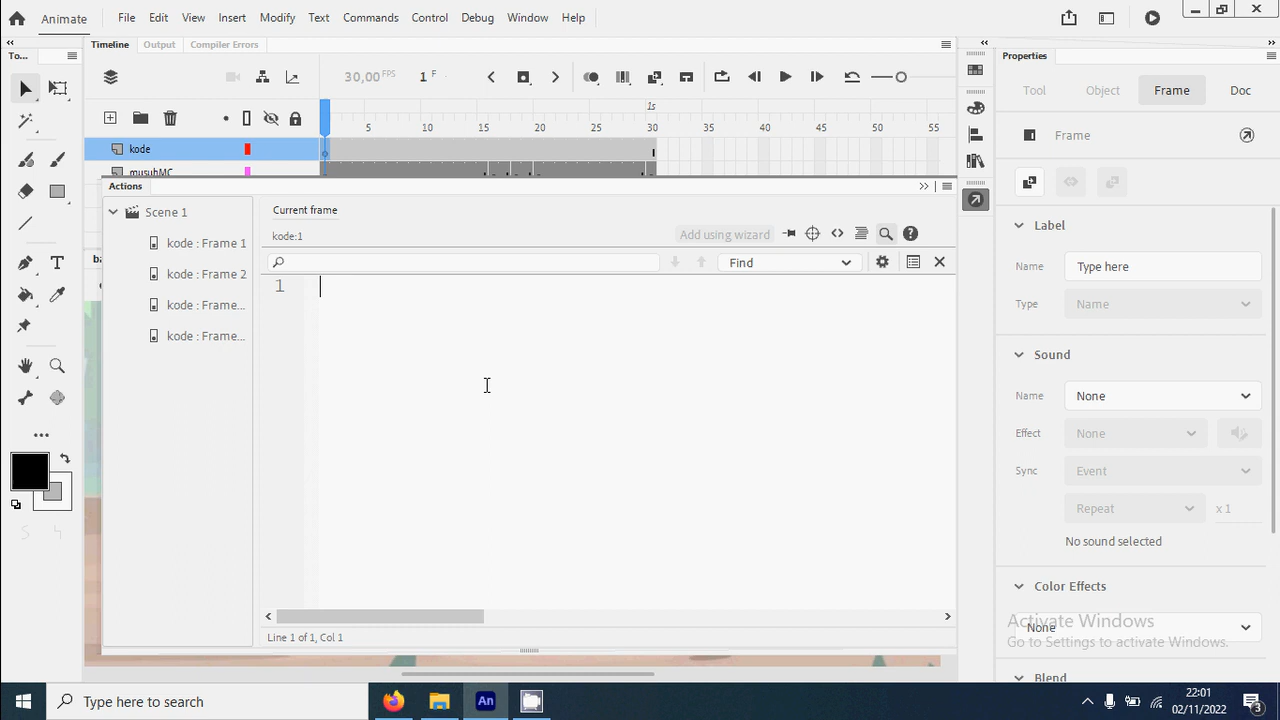 Animate File Edit View Insert Modify Text Commands Control Debug Window Help
To... Timeline Output Compiler Errors Properties
30,00 FPS 1 F
Tool Object Frame Doc
1s
5 10 15 20 25 30 35 40 45 50 55
Frame
kode
musuhMC
Actions
Scene 1
kode : Frame 1
kode : Frame 2
kode : Frame...
kode : Frame...
Current frame
kode:1
Add using wizard
Find
1
Line 1 of 1, Col 1
Label
Name Type here
Type Name
Sound
Name None
Effect None
Sync Event
Repeat x 1
No sound selected
Color Effects
None
Activate Windows
Go to Settings to activate Windows.
Blend
Type here to search
An
22:01
02/11/2022
3